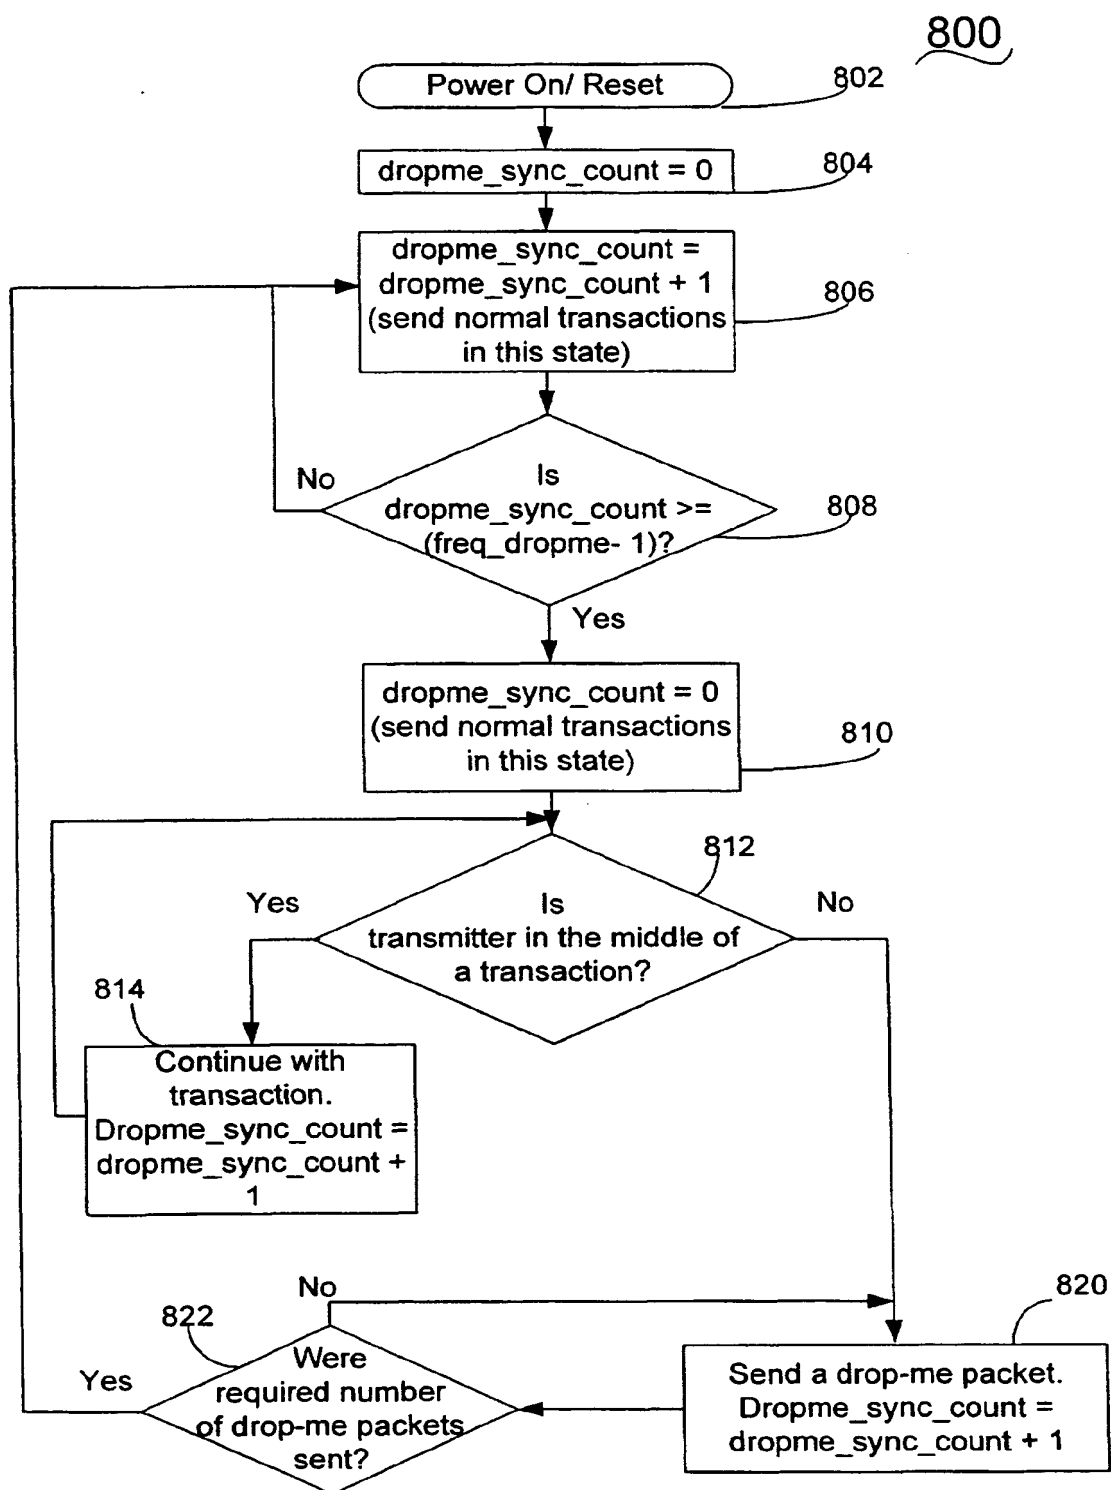 800
Power On/ Reset
802
dropme_sync_count = 0
804
dropme_sync_count =
dropme_sync_count + 1
(send normal transactions
in this state)
806
No
Is
dropme_sync_count >=
(freq_dropme- 1)?
808
Yes
dropme_sync_count = 0
(send normal transactions
in this state)
810
812
Yes
Is
transmitter in the middle of
a transaction?
No
814
Continue with
transaction.
Dropme_sync_count =
dropme_sync_count +
1
No
822
820
Yes
Were
required number
of drop-me packets
sent?
Send a drop-me packet.
Dropme_sync_count =
dropme_sync_count + 1